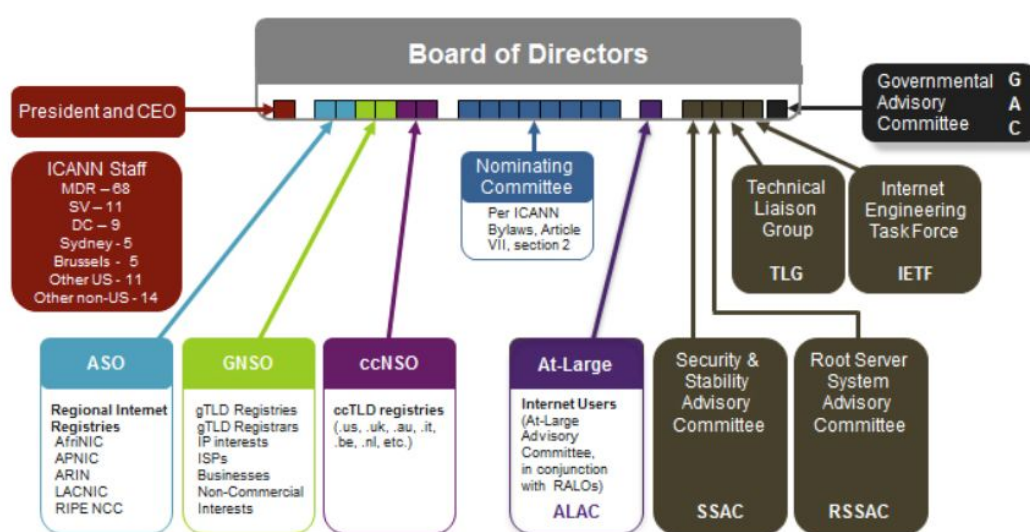 Board of Directors
President and CEO
Governmental G
Advisory A
Committee C
ICANN Staff
MDR – 68
SV – 11
DC – 9
Sydney - 5
Brussels - 5
Other US - 11
Other non-US - 14
Nominating
Committee
Per ICANN
Bylaws, Article
VII, section 2
Technical
Liaison
Group
TLG
Internet
Engineering
Task Force
IETF
ASO
Regional Internet
Registries
AfriNIC
APNIC
ARIN
LACNIC
RIPE NCC
GNSO
gTLD Registries
gTLD Registrars
IP interests
ISPs
Businesses
Non-Commercial
Interests
ccNSO
ccTLD registries
(.us, .uk, .au, .it,
.be, .nl, etc.)
At-Large
Internet Users
(At-Large
Advisory
Committee,
in conjunction
with RALOs)
ALAC
Security &
Stability
Advisory
Committee
SSAC
Root Server
System
Advisory
Committee
RSSAC